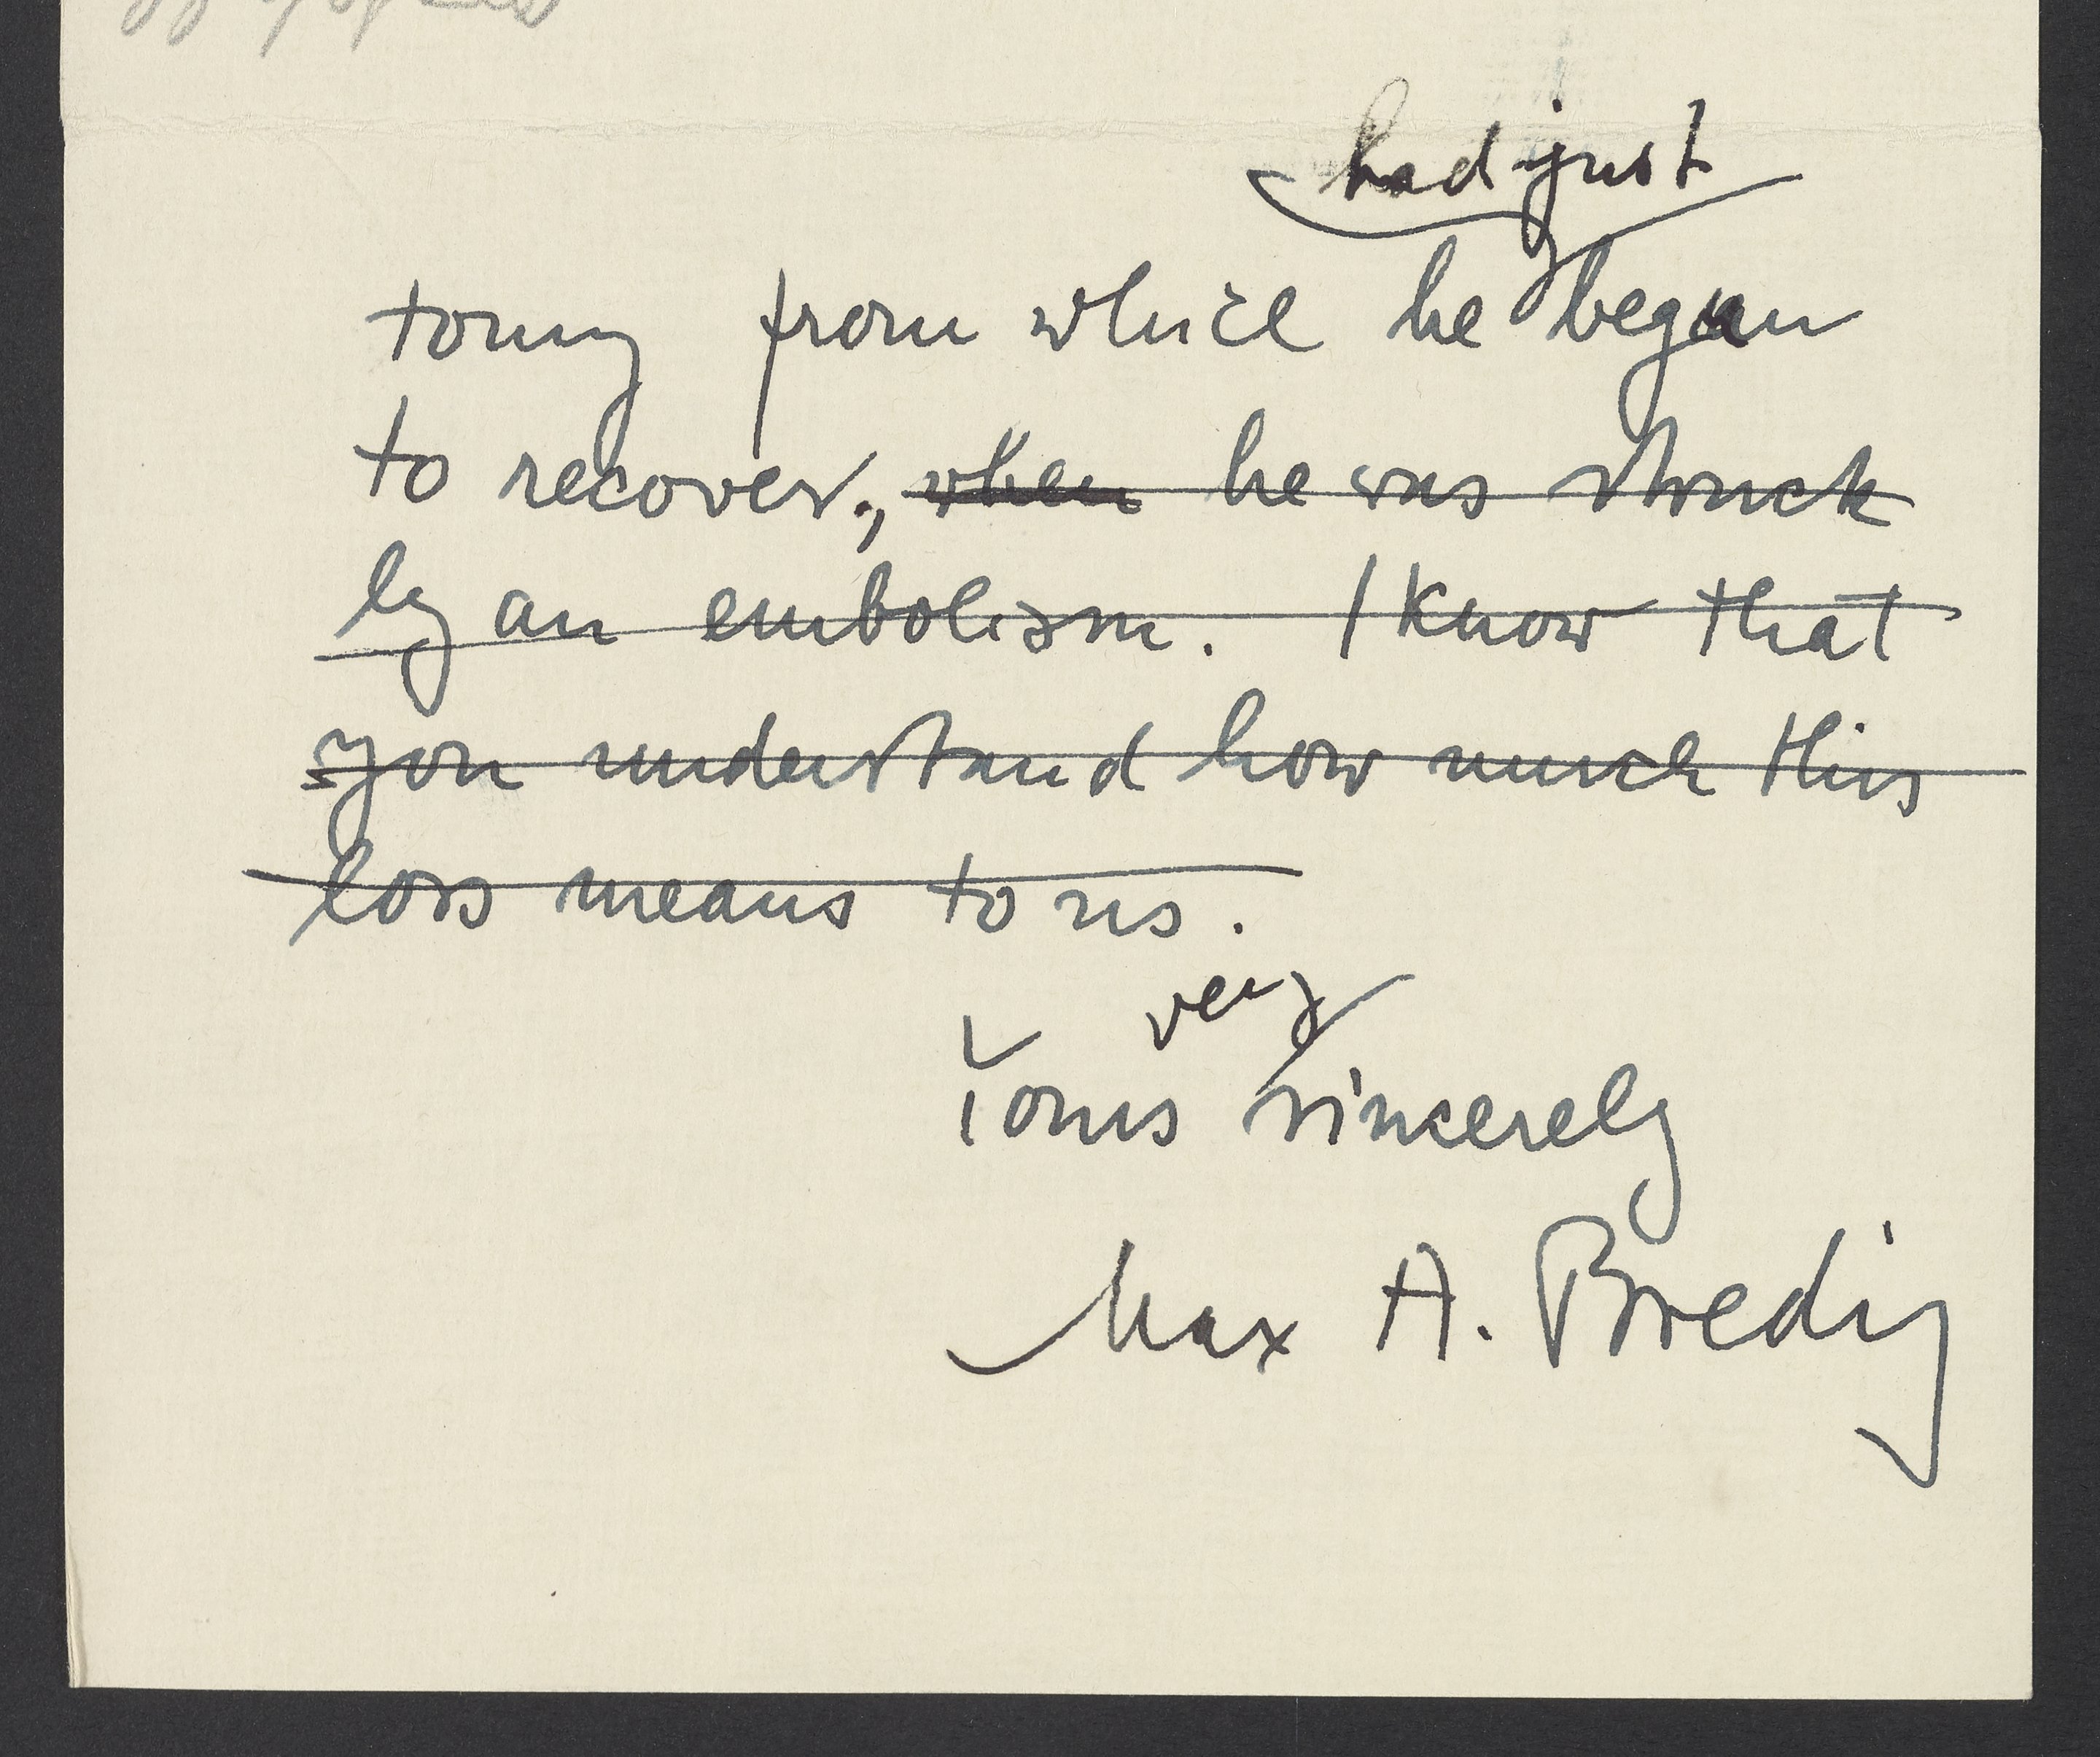 had just
tomy from which he began
to recover., when he was struck
by an embolism. I know that
you understand how much this
loss means to us.
very
Yours sincerely
Max A. Bredig